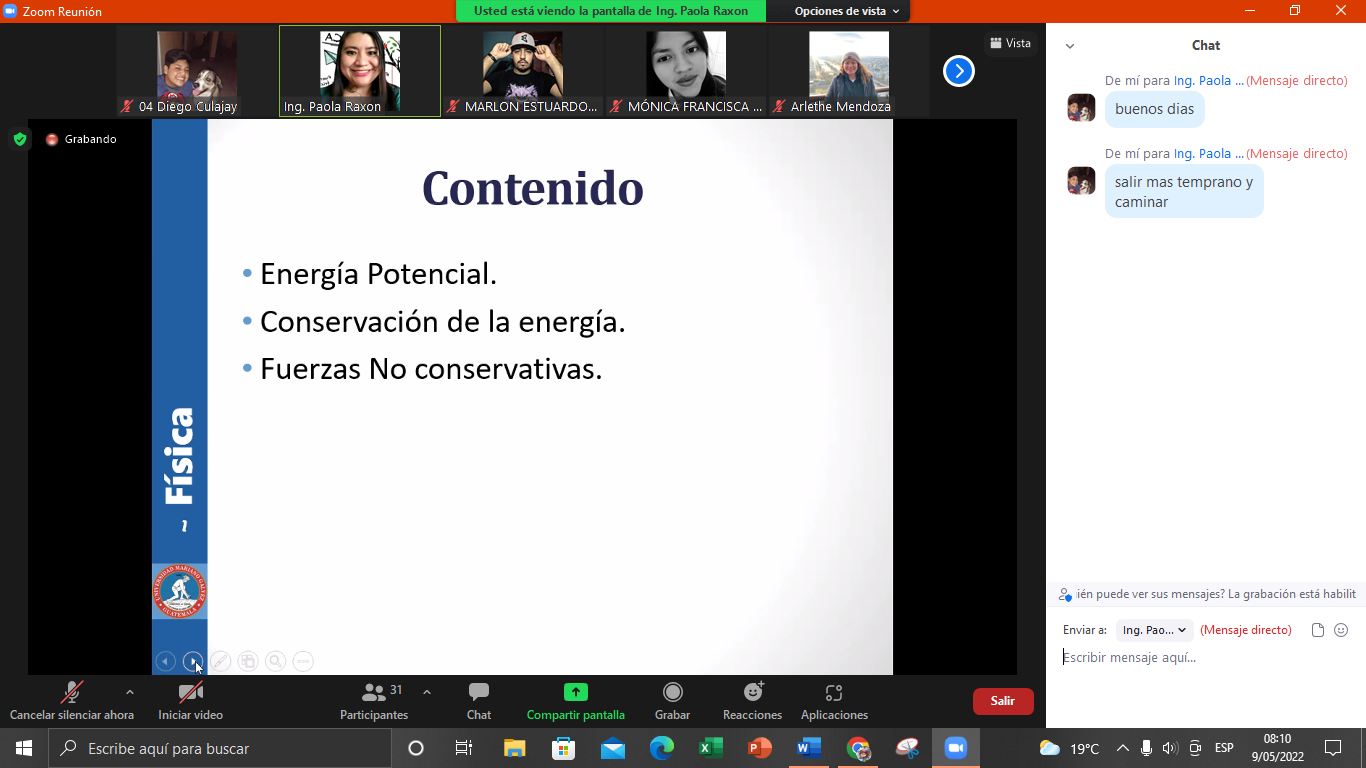 Zoom Reunión
Usted está viendo la pantalla de Ing. Paola Raxon
Opciones de vista
04 Diego Culajay
Ing. Paola Raxon
MARLON ESTUARDO...
MÓNICA FRANCISCA ...
Arlethe Mendoza
Vista
Grabando
Contenido
• Energía Potencial.
• Conservación de la energía.
• Fuerzas No conservativas.
~ Física
UNIVERSIDAD MARIANO GÁLVEZ
GUATEMALA
Chat
De mí para Ing. Paola ... (Mensaje directo)
buenos dias
De mí para Ing. Paola ... (Mensaje directo)
salir mas temprano y
caminar
ién puede ver sus mensajes? La grabación está habilit
Enviar a: Ing. Pao... (Mensaje directo)
Escribir mensaje aquí...
Cancelar silenciar ahora
Iniciar video
31
Participantes
Chat
Compartir pantalla
Grabar
Reacciones
Aplicaciones
Salir
Escribe aquí para buscar
19°C
ESP
08:10
9/05/2022